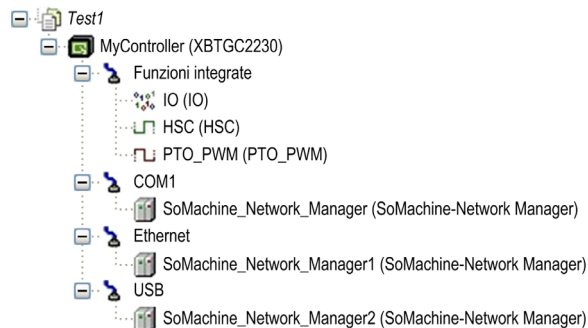 Test1
MyController (XBTGC2230)
Funzioni integrate
IO (IO)
HSC (HSC)
PTO_PWM (PTO_PWM)
COM1
SoMachine_Network_Manager (SoMachine-Network Manager)
Ethernet
SoMachine_Network_Manager1 (SoMachine-Network Manager)
USB
SoMachine_Network_Manager2 (SoMachine-Network Manager)